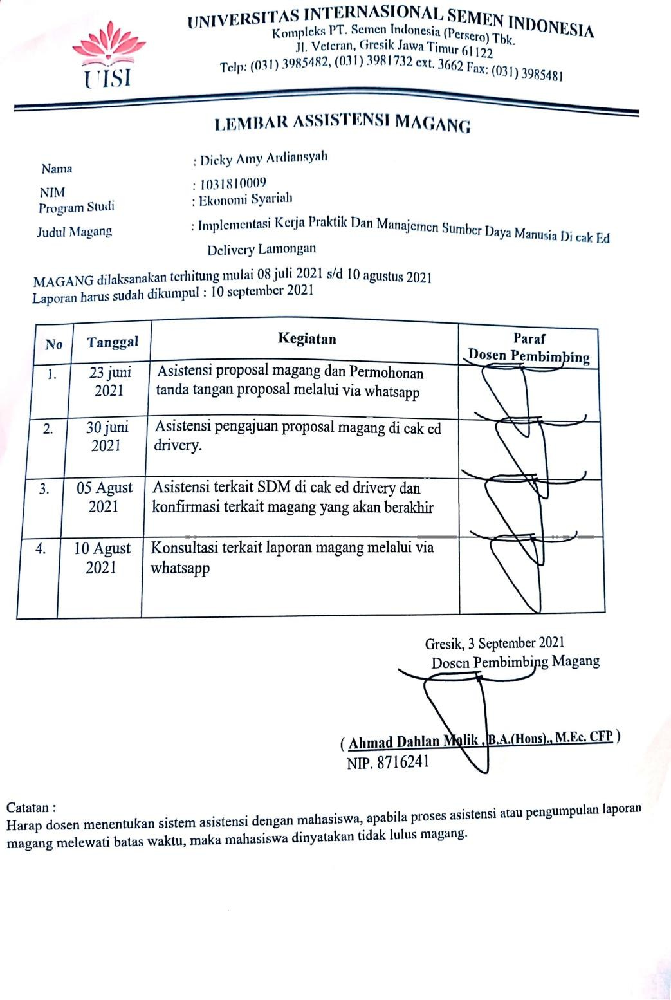 UNIVERSITAS INTERNASIONAL SEMEN INDONESIA
Kompleks PT. Semen Indonesia (Persero) Tbk.
Jl. Veteran, Gresik Jawa Timur 61122
Telp: (031) 3985482, (031) 3981732 ext. 3662 Fax: (031) 3985481
UISI
LEMBAR ASSISTENSI MAGANG
Nama : Dicky Amy Ardiansyah
NIM : 1031810009
Program Studi : Ekonomi Syariah
Judul Magang : Implementasi Kerja Praktik Dan Manajemen Sumber Daya Manusia Di cak Ed
Delivery Lamongan
MAGANG dilaksanakan terhitung mulai 08 juli 2021 s/d 10 agustus 2021
Laporan harus sudah dikumpul : 10 september 2021
No Tanggal Kegiatan Paraf
Dosen Pembimbing
1. 23 juni Asistensi proposal magang dan Permohonan
2021 tanda tangan proposal melalui via whatsapp
2. 30 juni Asistensi pengajuan proposal magang di cak ed
2021 drivery.
3. 05 Agust Asistensi terkait SDM di cak ed drivery dan
2021 konfirmasi terkait magang yang akan berakhir
4. 10 Agust Konsultasi terkait laporan magang melalui via
2021 whatsapp
Gresik, 3 September 2021
Dosen Pembimbing Magang
( Ahmad Dahlan Malik , B.A.(Hons)., M.Ec. CFP )
NIP. 8716241
Catatan :
Harap dosen menentukan sistem asistensi dengan mahasiswa, apabila proses asistensi atau pengumpulan laporan
magang melewati batas waktu, maka mahasiswa dinyatakan tidak lulus magang.